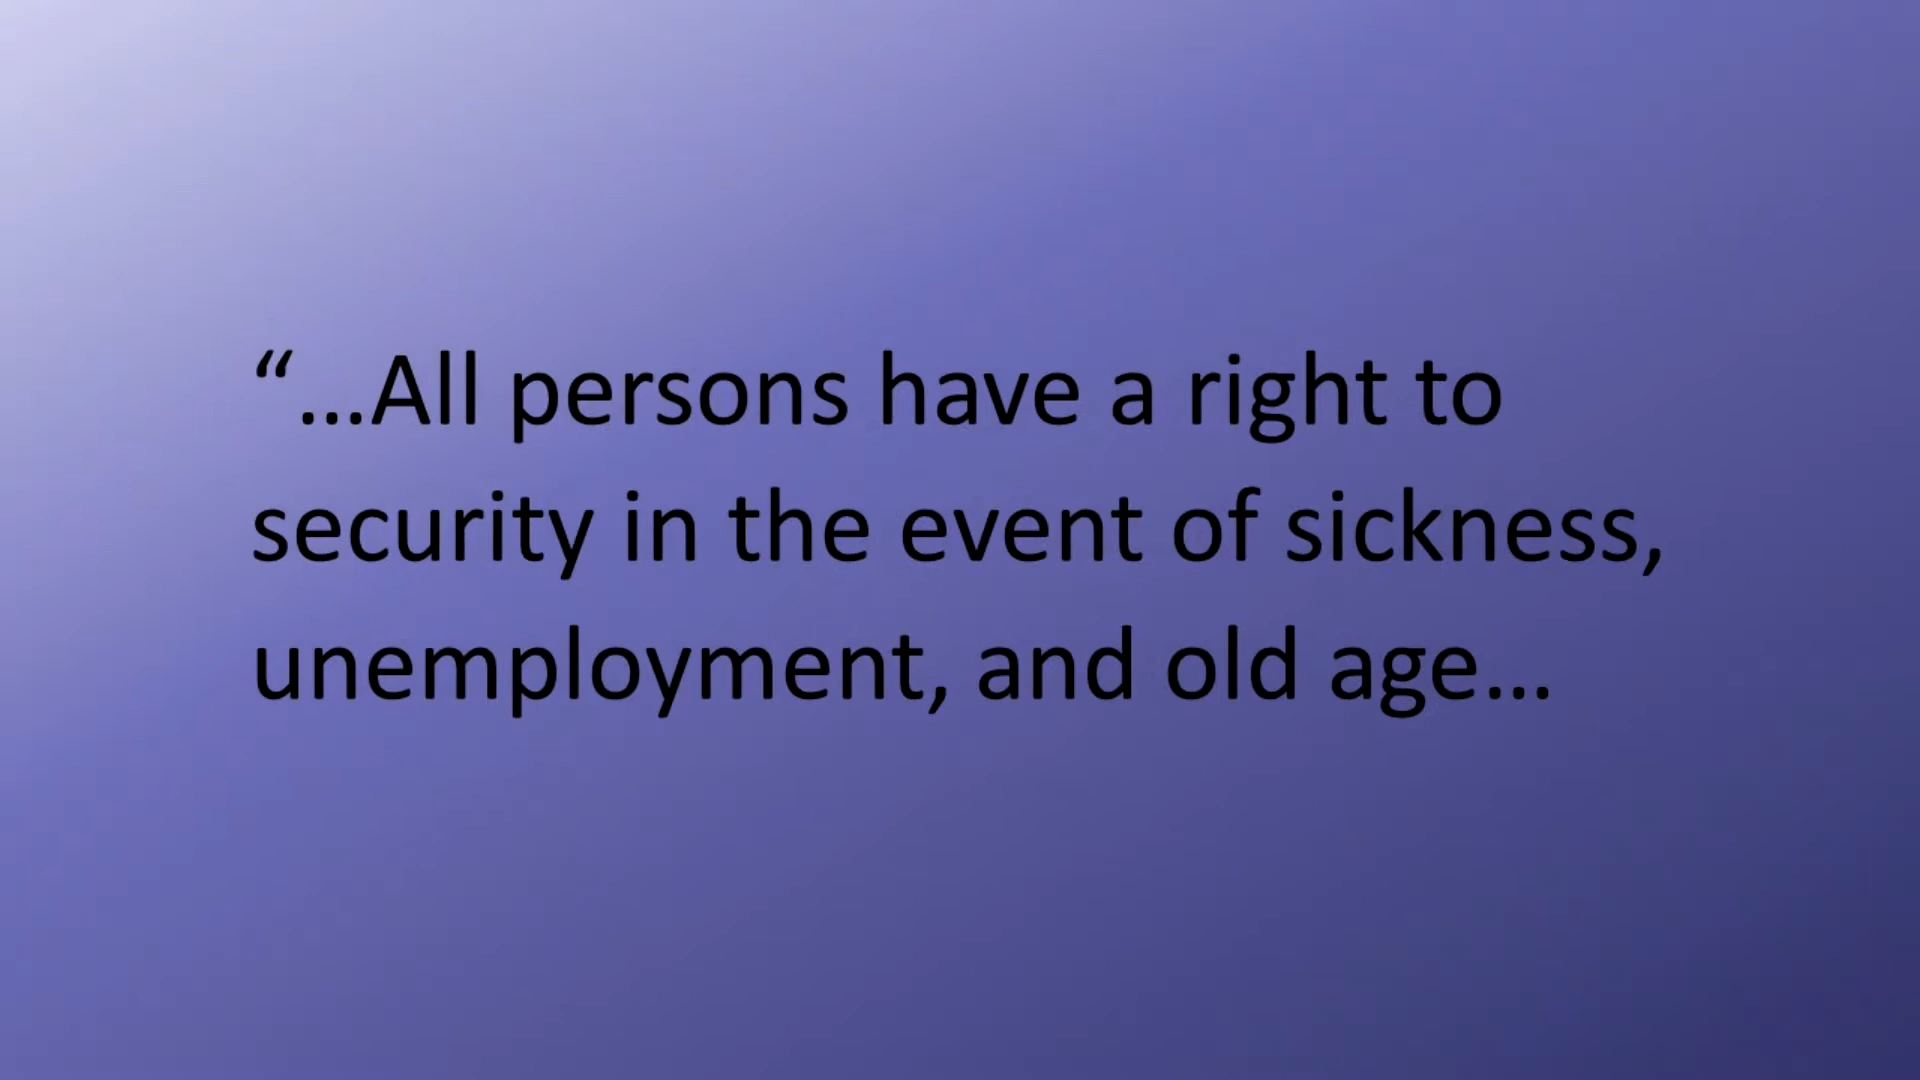 “…All persons have a right to
security in the event of sickness,
unemployment, and old age…